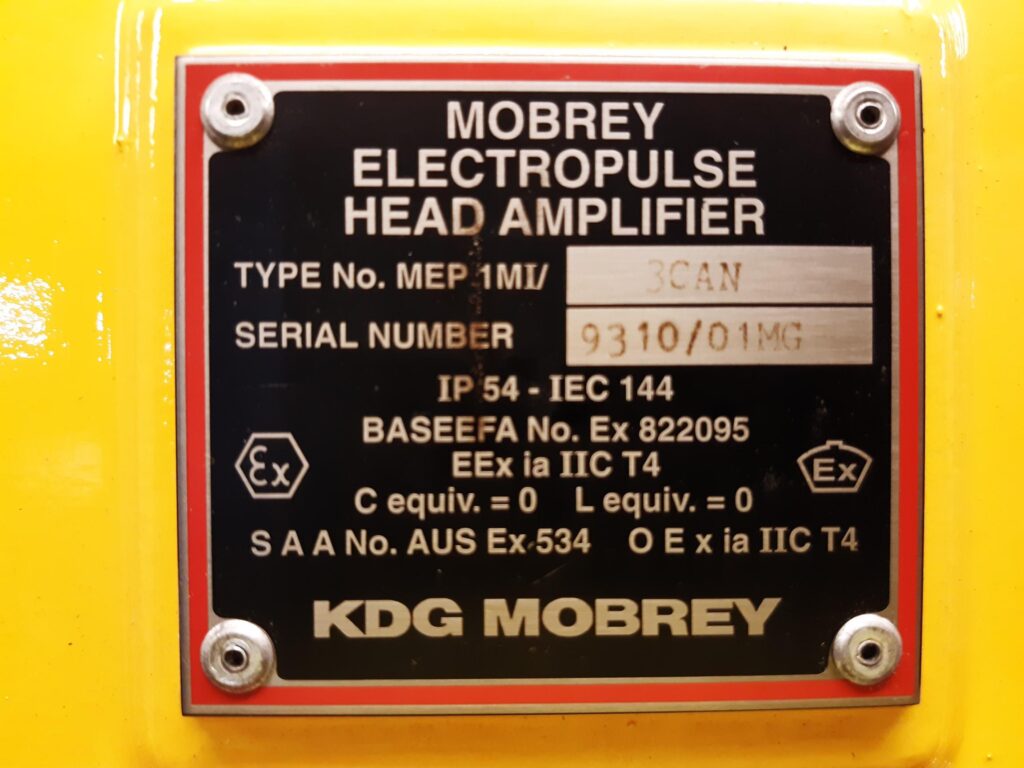 MOBREY
ELECTROPULSE
HEAD AMPLIFIER
TYPE No. MEP 1MI/ 3CAN
SERIAL NUMBER 9310/01MG
IP 54 - IEC 144
BASEEFA No. Ex 822095
EEx ia IIC T4
εx Ex
C equiv. = 0 L equiv. = 0
S A A No. AUS Ex 534 O E x ia IIC T4
KDG MOBREY